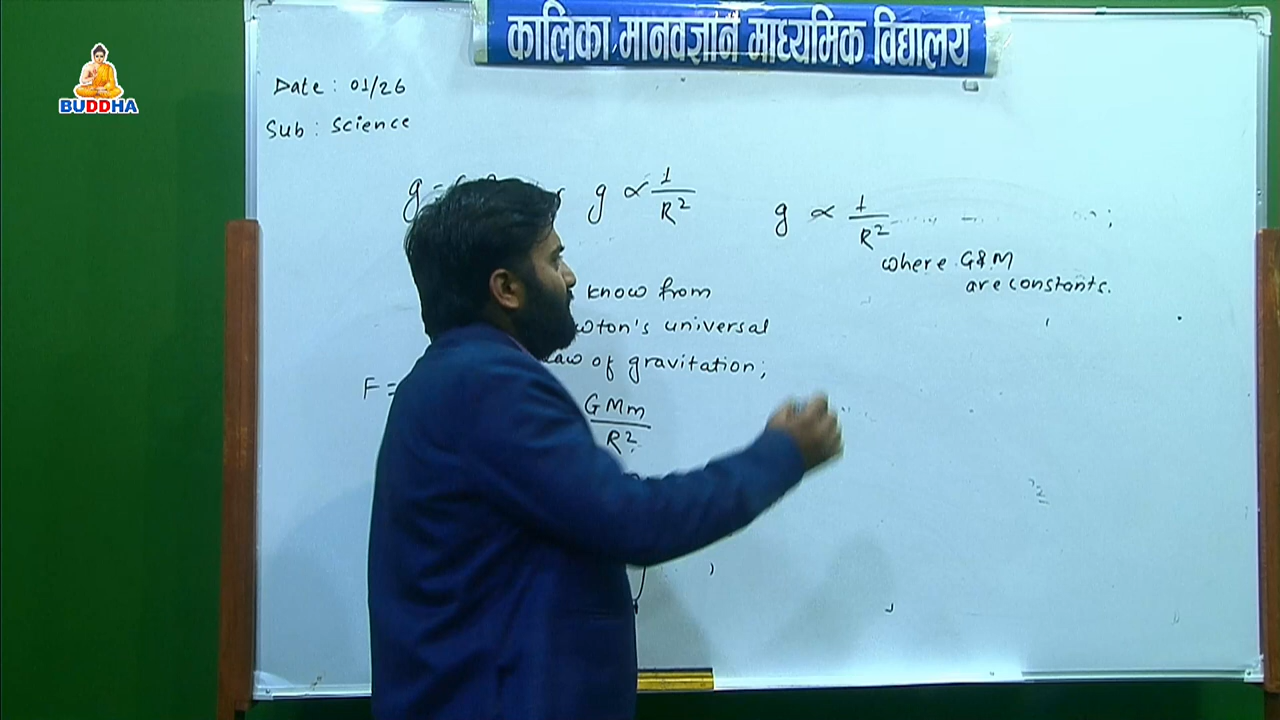 BUDDHA
कालिका मानवज्ञान माध्यमिक विद्यालय
Date : 01/26
Sub : Science
g = g ∝ 1/R²
g ∝ 1/R²
where G&M
are constants.
know from
universal
law of gravitation;
F =
GMm/R²